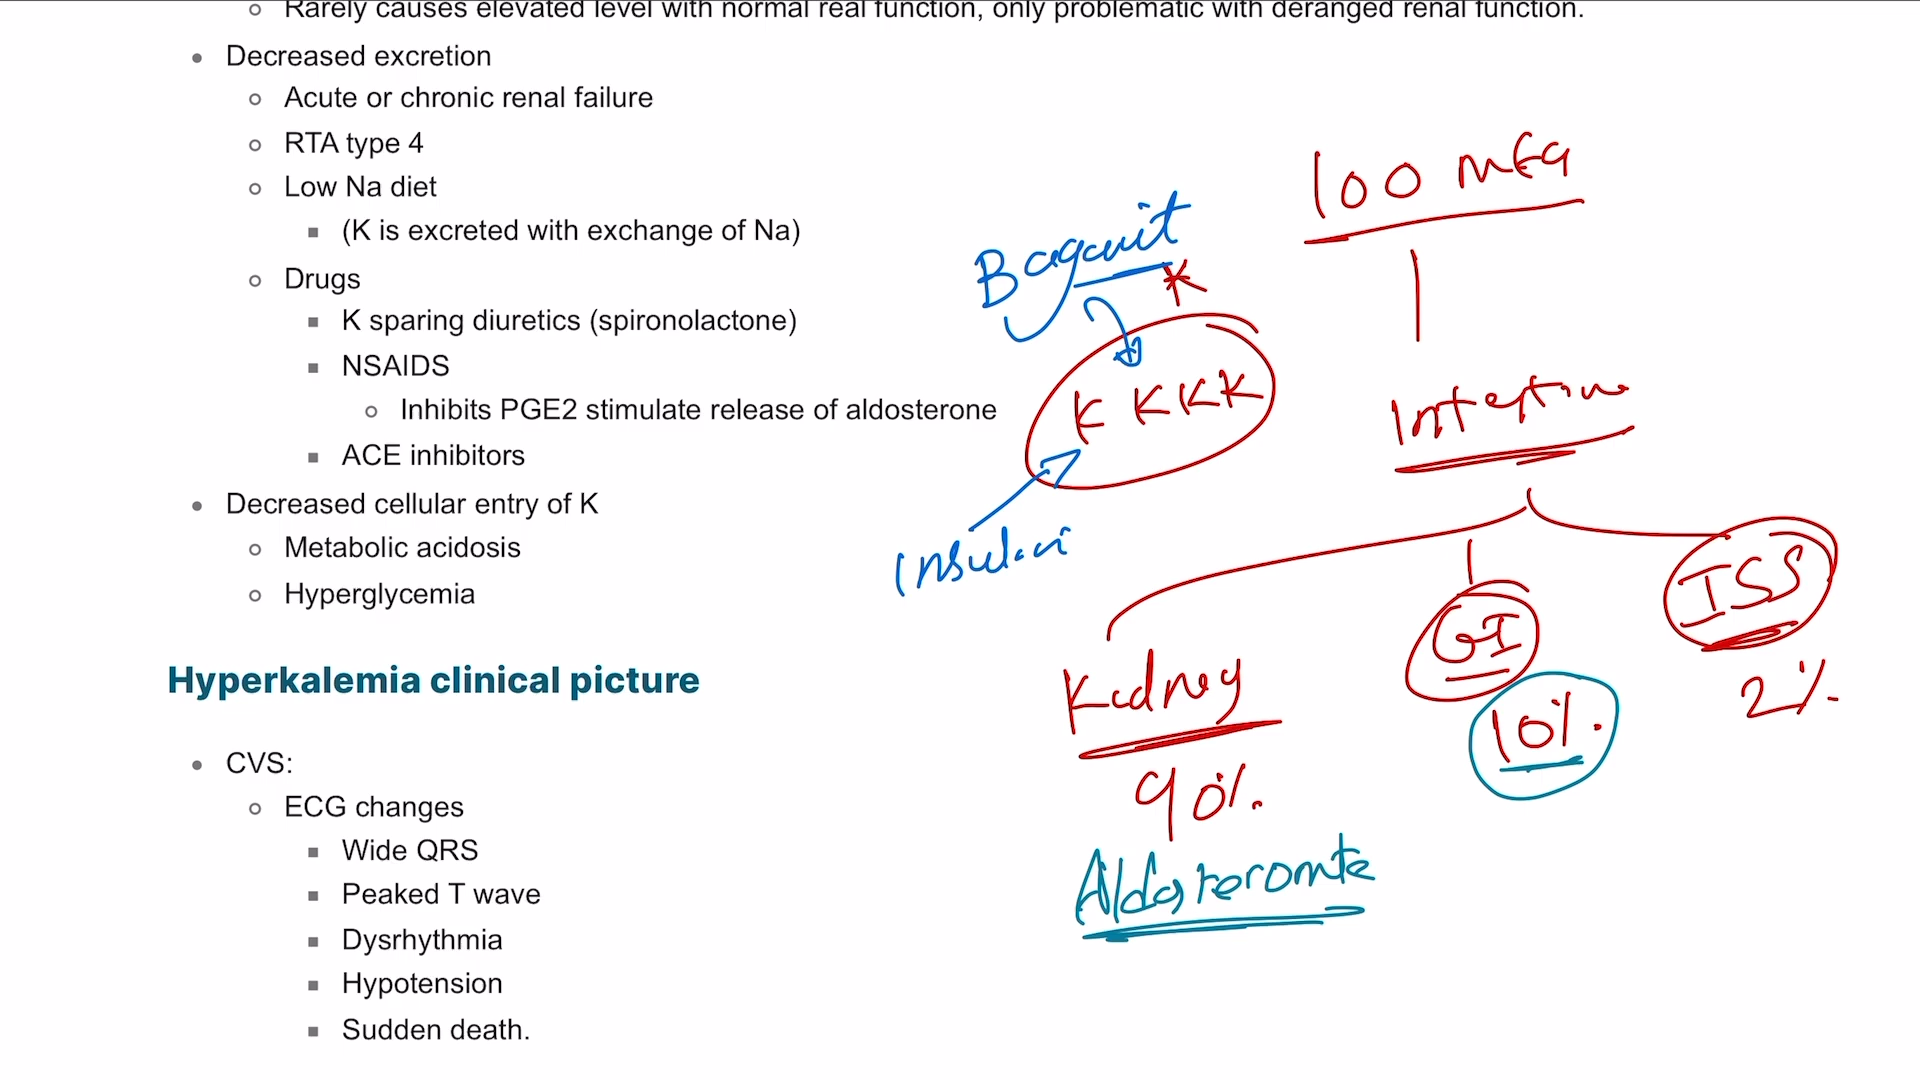 Rarely causes elevated level with normal real function, only problematic with deranged renal function.
Decreased excretion
Acute or chronic renal failure
RTA type 4
Low Na diet
(K is excreted with exchange of Na)
Drugs
K sparing diuretics (spironolactone)
NSAIDS
Inhibits PGE2 stimulate release of aldosterone
ACE inhibitors
Decreased cellular entry of K
Metabolic acidosis
Hyperglycemia
Hyperkalemia clinical picture
CVS:
ECG changes
Wide QRS
Peaked T wave
Dysrhythmia
Hypotension
Sudden death.
100 mEq
K
K K K K
Intestine
GI
10%.
ISS
2%.
Kidney
90%.